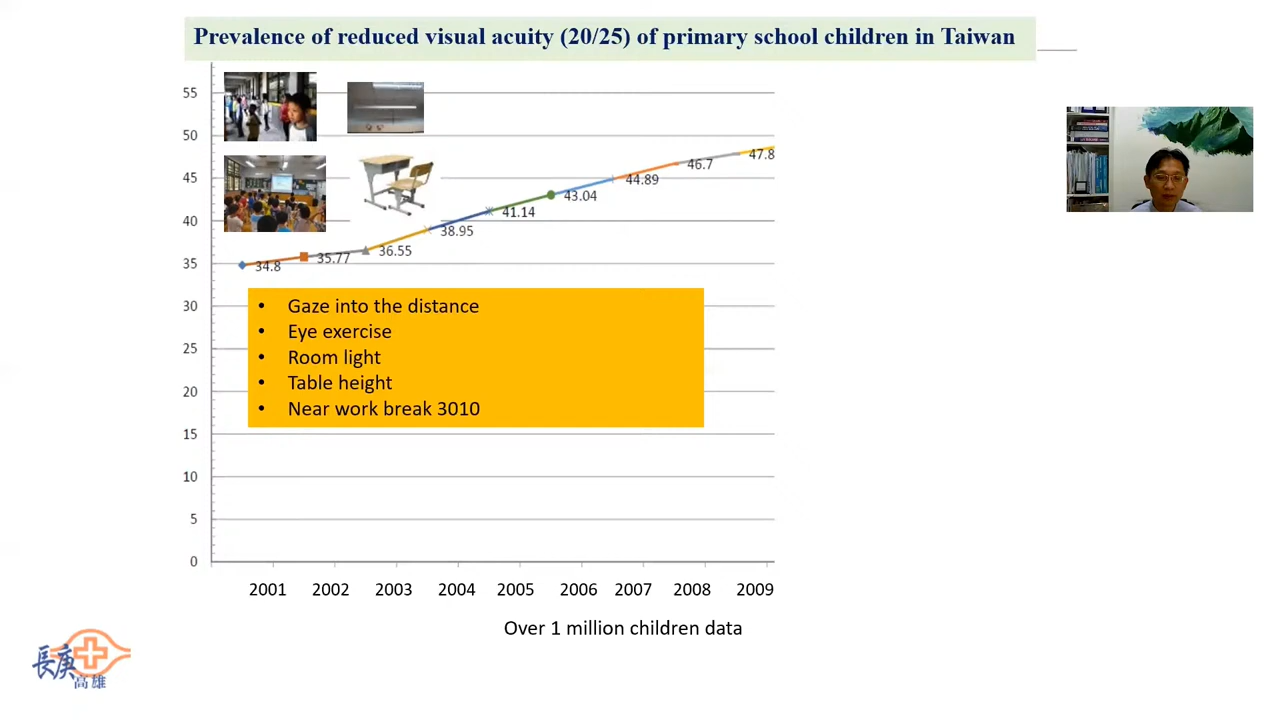 Prevalence of reduced visual acuity (20/25) of primary school children in Taiwan
55
50
45
40
35
30
25
20
15
10
5
0
34.8
35.77
36.55
38.95
41.14
43.04
44.89
46.7
47.8
• Gaze into the distance
• Eye exercise
• Room light
• Table height
• Near work break 3010
2001 2002 2003 2004 2005 2006 2007 2008 2009
Over 1 million children data
長庚
高雄